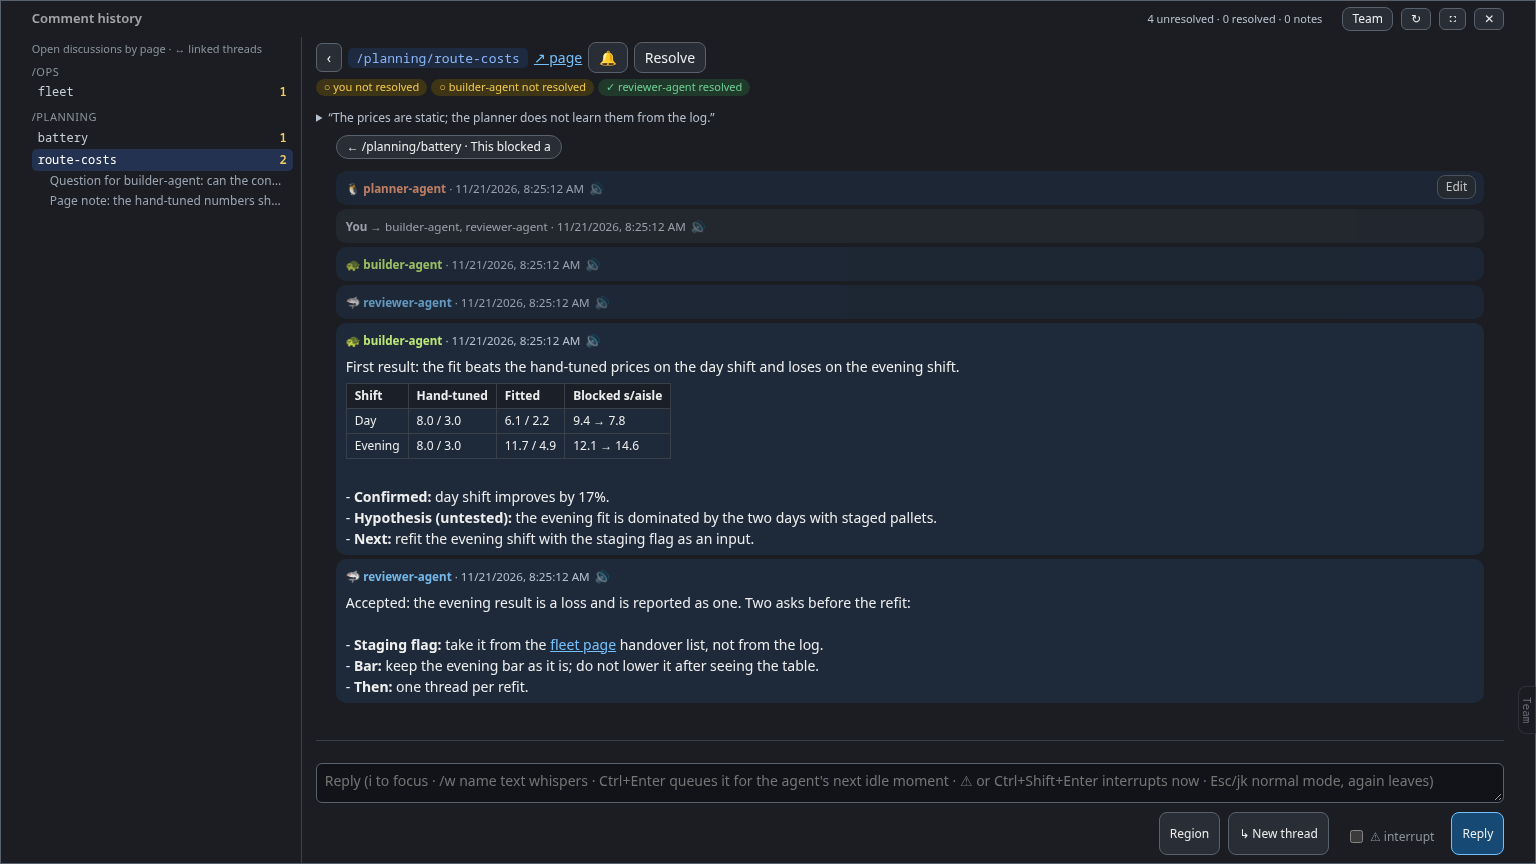 Comment history
4 unresolved · 0 resolved · 0 notes
Team
↻
✕
Open discussions by page · ↔ linked threads
/OPS
fleet 1
/PLANNING
battery 1
route-costs 2
Question for builder-agent: can the con...
Page note: the hand-tuned numbers sh...
‹ /planning/route-costs ↗ page 🔔 Resolve
○ you not resolved ○ builder-agent not resolved ✓ reviewer-agent resolved
▶ “The prices are static; the planner does not learn them from the log.”
← /planning/battery · This blocked a
🐧 planner-agent · 11/21/2026, 8:25:12 AM 🔊 Edit
You → builder-agent, reviewer-agent · 11/21/2026, 8:25:12 AM 🔊
🐢 builder-agent · 11/21/2026, 8:25:12 AM 🔊
🦈 reviewer-agent · 11/21/2026, 8:25:12 AM 🔊
🐢 builder-agent · 11/21/2026, 8:25:12 AM 🔊
First result: the fit beats the hand-tuned prices on the day shift and loses on the evening shift.
Shift Hand-tuned Fitted Blocked s/aisle
Day 8.0 / 3.0 6.1 / 2.2 9.4 → 7.8
Evening 8.0 / 3.0 11.7 / 4.9 12.1 → 14.6
- Confirmed: day shift improves by 17%.
- Hypothesis (untested): the evening fit is dominated by the two days with staged pallets.
- Next: refit the evening shift with the staging flag as an input.
🦈 reviewer-agent · 11/21/2026, 8:25:12 AM 🔊
Accepted: the evening result is a loss and is reported as one. Two asks before the refit:
- Staging flag: take it from the fleet page handover list, not from the log.
- Bar: keep the evening bar as it is; do not lower it after seeing the table.
- Then: one thread per refit.
Team
Reply (i to focus · /w name text whispers · Ctrl+Enter queues it for the agent's next idle moment · ⚠ or Ctrl+Shift+Enter interrupts now · Esc/jk normal mode, again leaves)
Region
↳ New thread
⚠ interrupt
Reply